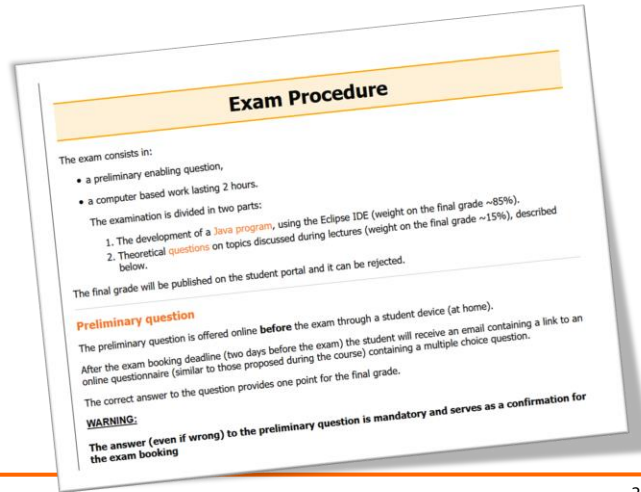 Exam Procedure
The exam consists in:
• a preliminary enabling question,
• a computer based work lasting 2 hours.
The examination is divided in two parts:
1. The development of a Java program, using the Eclipse IDE (weight on the final grade ~85%).
2. Theoretical questions on topics discussed during lectures (weight on the final grade ~15%), described
below.
The final grade will be published on the student portal and it can be rejected.
Preliminary question
The preliminary question is offered online before the exam through a student device (at home).
After the exam booking deadline (two days before the exam) the student will receive an email containing a link to an
online questionnaire (similar to those proposed during the course) containing a multiple choice question.
The correct answer to the question provides one point for the final grade.
WARNING:
The answer (even if wrong) to the preliminary question is mandatory and serves as a confirmation for
the exam booking